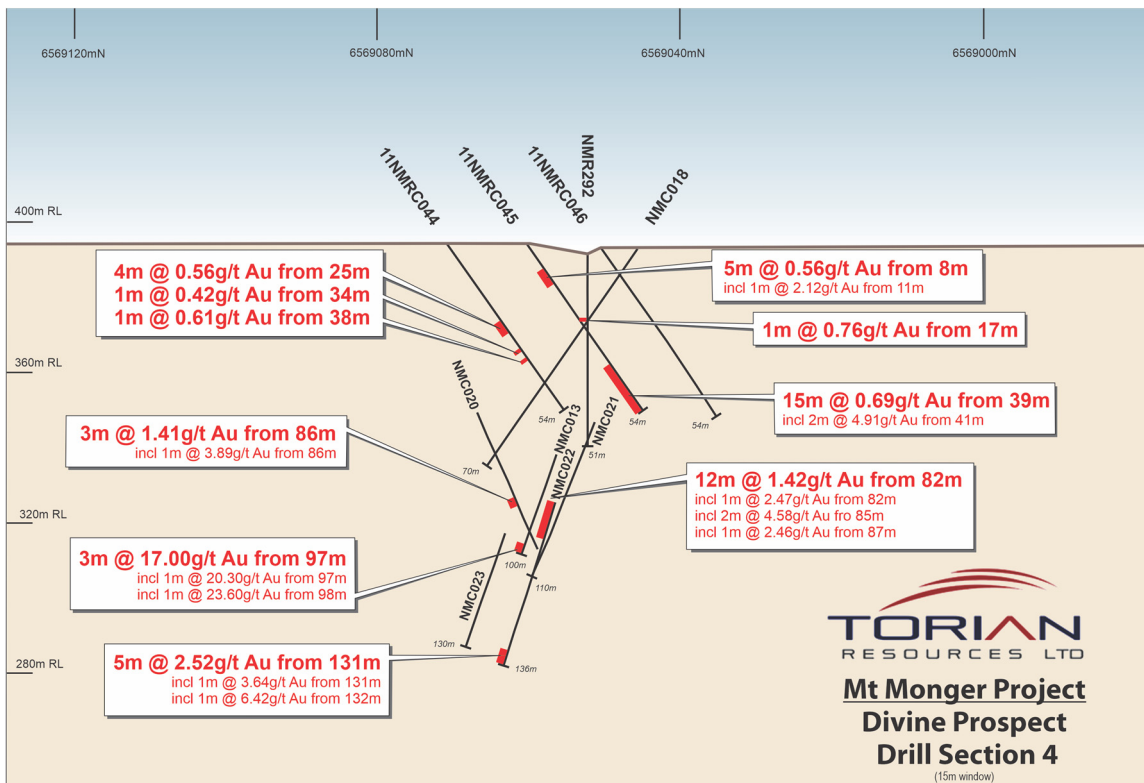 6569120mN
6569080mN
6569040mN
6569000mN
11NMRC044
11NMRC045
11NMRC046
NMR292
NMC018
400m RL
4m @ 0.56g/t Au from 25m
1m @ 0.42g/t Au from 34m
1m @ 0.61g/t Au from 38m
5m @ 0.56g/t Au from 8m
incl 1m @ 2.12g/t Au from 11m
1m @ 0.76g/t Au from 17m
360m RL
NMC020
54m
NMC013
NMC021
54m
54m
15m @ 0.69g/t Au from 39m
incl 2m @ 4.91g/t Au from 41m
3m @ 1.41g/t Au from 86m
incl 1m @ 3.89g/t Au from 86m
70m
51m
NMC022
12m @ 1.42g/t Au from 82m
incl 1m @ 2.47g/t Au from 82m
incl 2m @ 4.58g/t Au fro 85m
incl 1m @ 2.46g/t Au from 87m
320m RL
3m @ 17.00g/t Au from 97m
incl 1m @ 20.30g/t Au from 97m
incl 1m @ 23.60g/t Au from 98m
NMC023
100m
110m
130m
136m
5m @ 2.52g/t Au from 131m
incl 1m @ 3.64g/t Au from 131m
incl 1m @ 6.42g/t Au from 132m
280m RL
TORIAN
RESOURCES LTD
Mt Monger Project
Divine Prospect
Drill Section 4
(15m window)